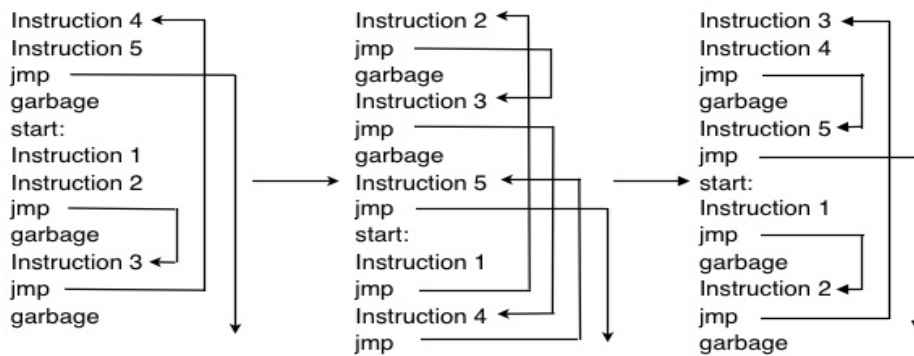 Instruction 4
Instruction 5
jmp
garbage
start:
Instruction 1
Instruction 2
jmp
garbage
Instruction 3
jmp
garbage
Instruction 2
jmp
garbage
Instruction 3
jmp
garbage
Instruction 5
jmp
start:
Instruction 1
jmp
Instruction 4
jmp
Instruction 3
Instruction 4
jmp
garbage
Instruction 5
jmp
start:
Instruction 1
jmp
garbage
Instruction 2
jmp
garbage